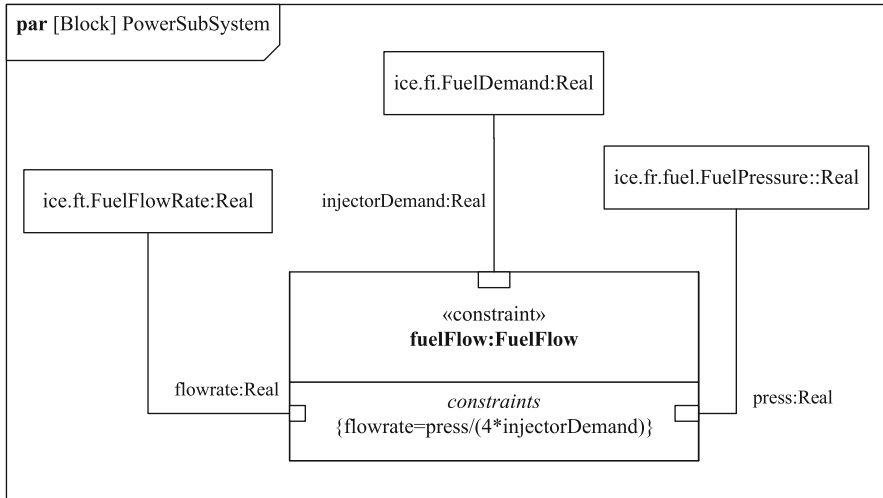 par [Block] PowerSubSystem
ice.fi.FuelDemand:Real
ice.ft.FuelFlowRate:Real
ice.fr.fuel.FuelPressure::Real
injectorDemand:Real
«constraint»
fuelFlow:FuelFlow
flowrate:Real
constraints
press:Real
{flowrate=press/(4*injectorDemand)}